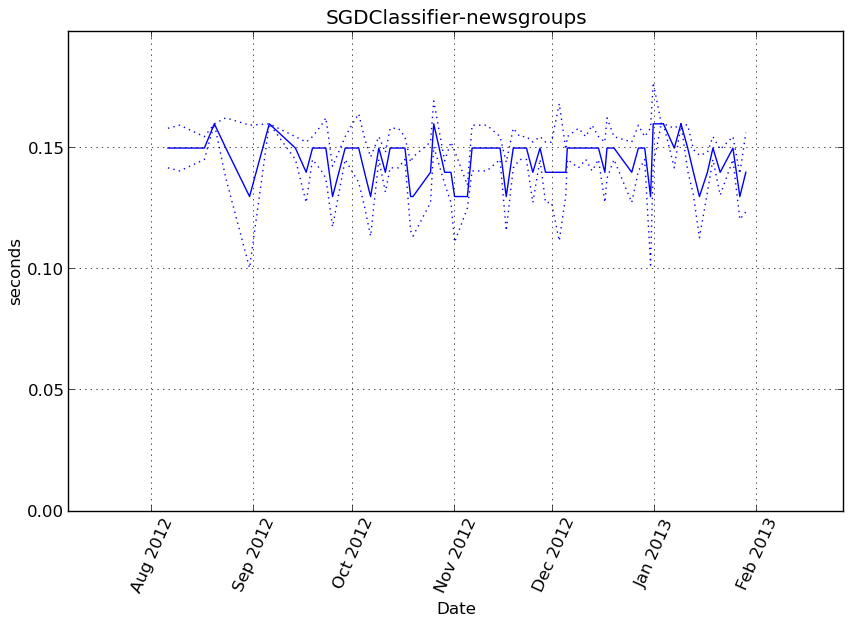 SGDClassifier-newsgroups
seconds
0.15
0.10
0.05
0.00
Aug 2012
Sep 2012
Oct 2012
Nov 2012
Dec 2012
Jan 2013
Feb 2013
Date